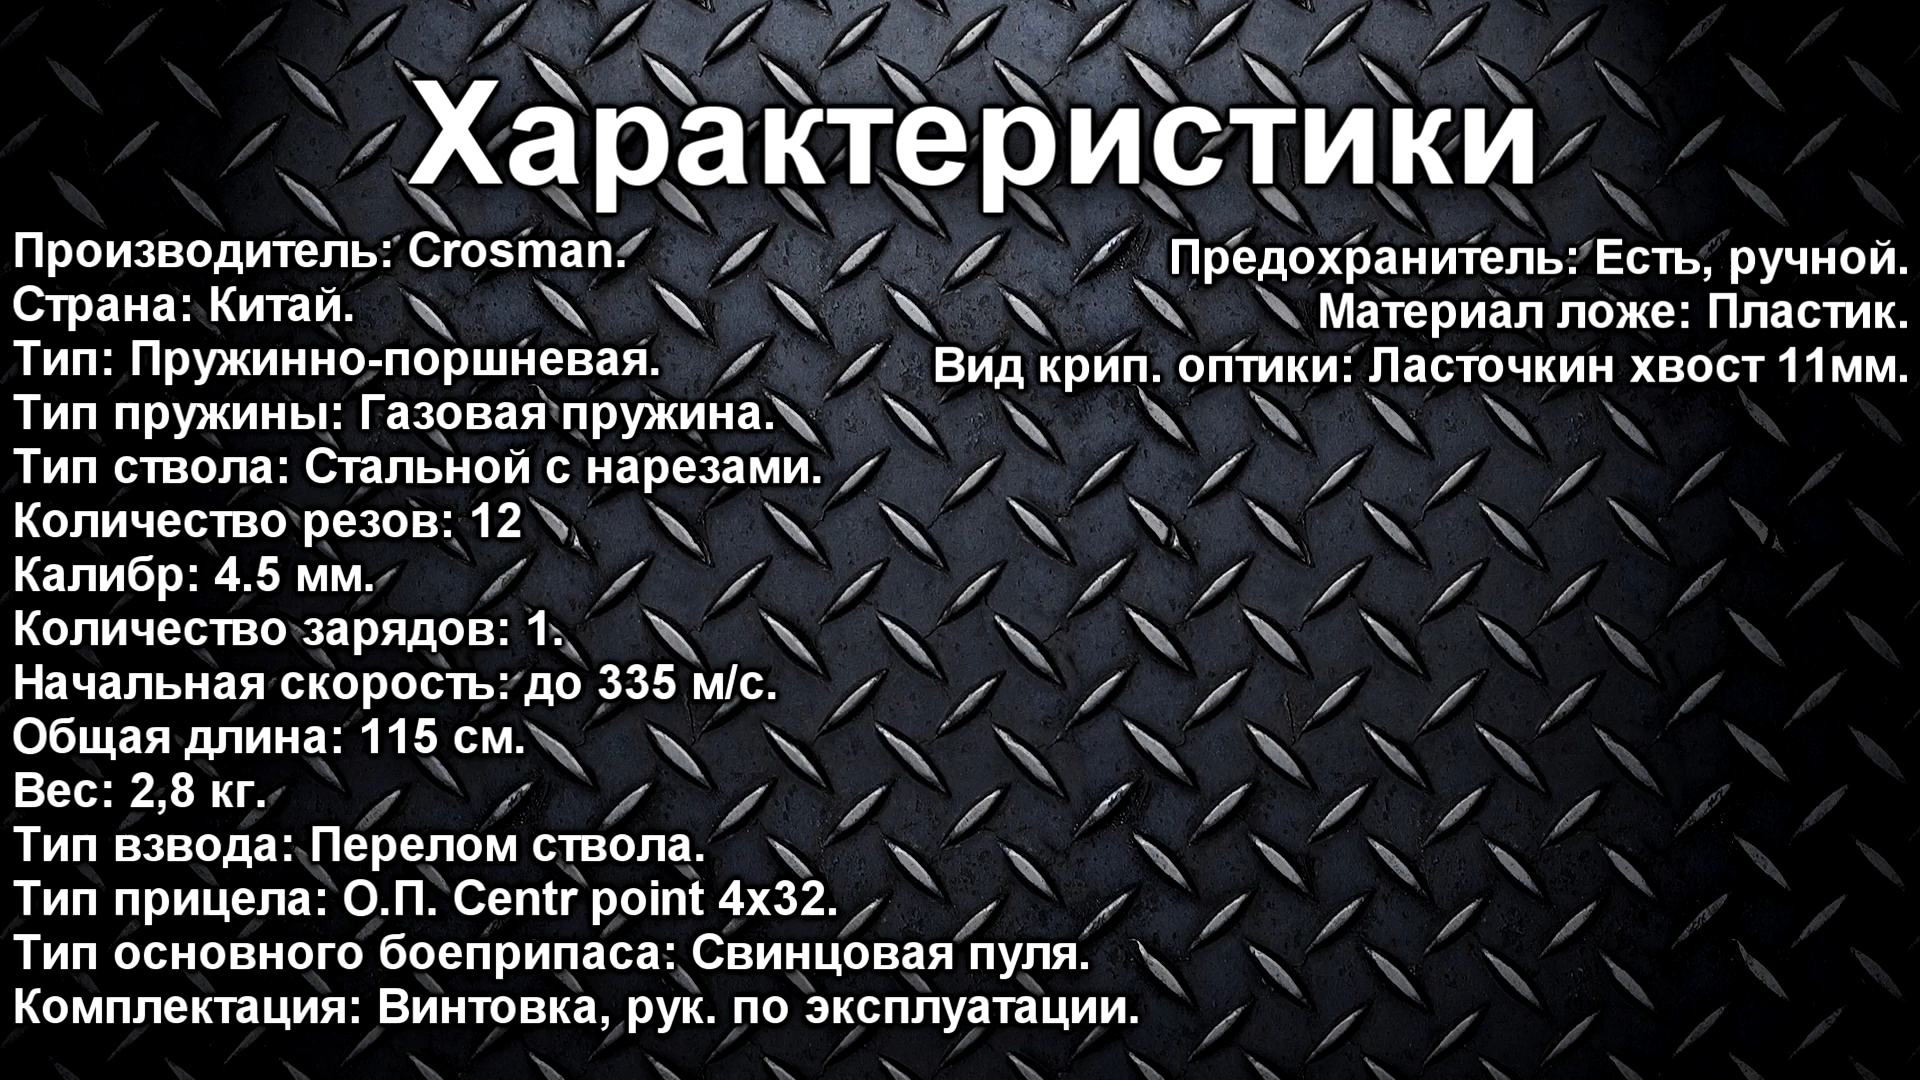 Характеристики
Производитель: Crosman.
Страна: Китай.
Тип: Пружинно-поршневая.
Тип пружины: Газовая пружина.
Тип ствола: Стальной с нарезами.
Количество резов: 12
Калибр: 4.5 мм.
Количество зарядов: 1.
Начальная скорость: до 335 м/с.
Общая длина: 115 см.
Вес: 2,8 кг.
Тип взвода: Перелом ствола.
Тип прицела: О.П. Centr point 4x32.
Тип основного боеприпаса: Свинцовая пуля.
Комплектация: Винтовка, рук. по эксплуатации.
Предохранитель: Есть, ручной.
Материал ложе: Пластик.
Вид крип. оптики: Ласточкин хвост 11мм.